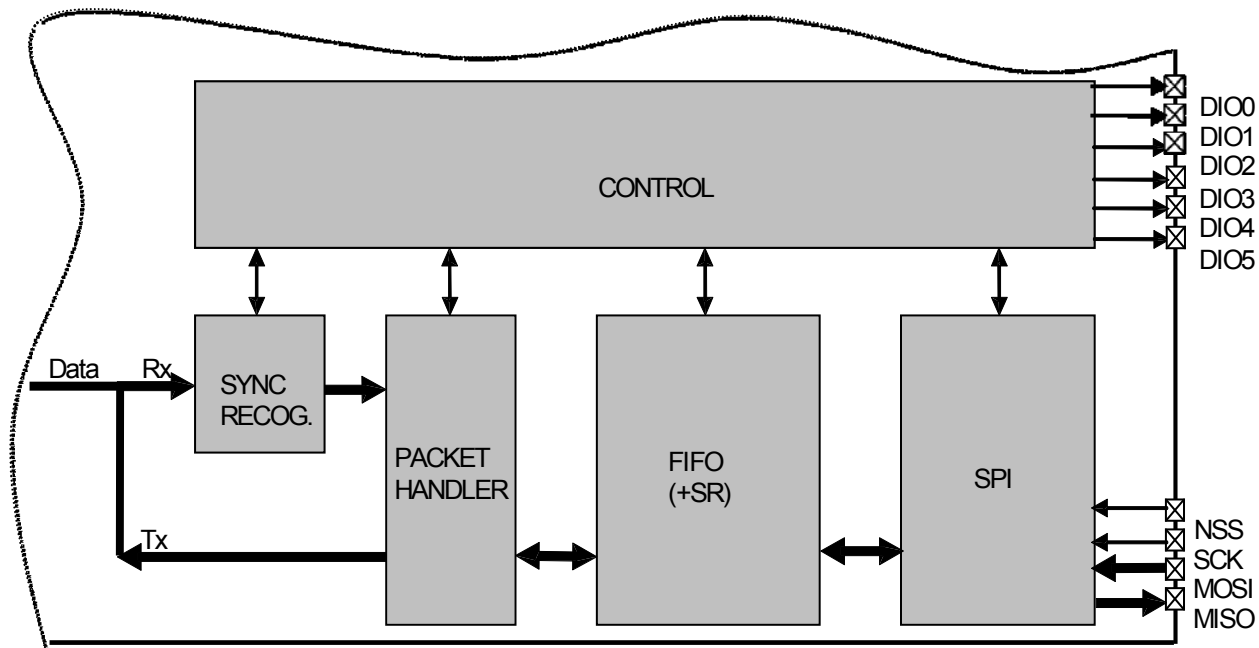 DIO0
DIO1
DIO2
DIO3
DIO4
DIO5
CONTROL
Data
Rx
SYNC
RECOG.
PACKET
HANDLER
FIFO
(+SR)
SPI
Tx
NSS
SCK
MOSI
MISO